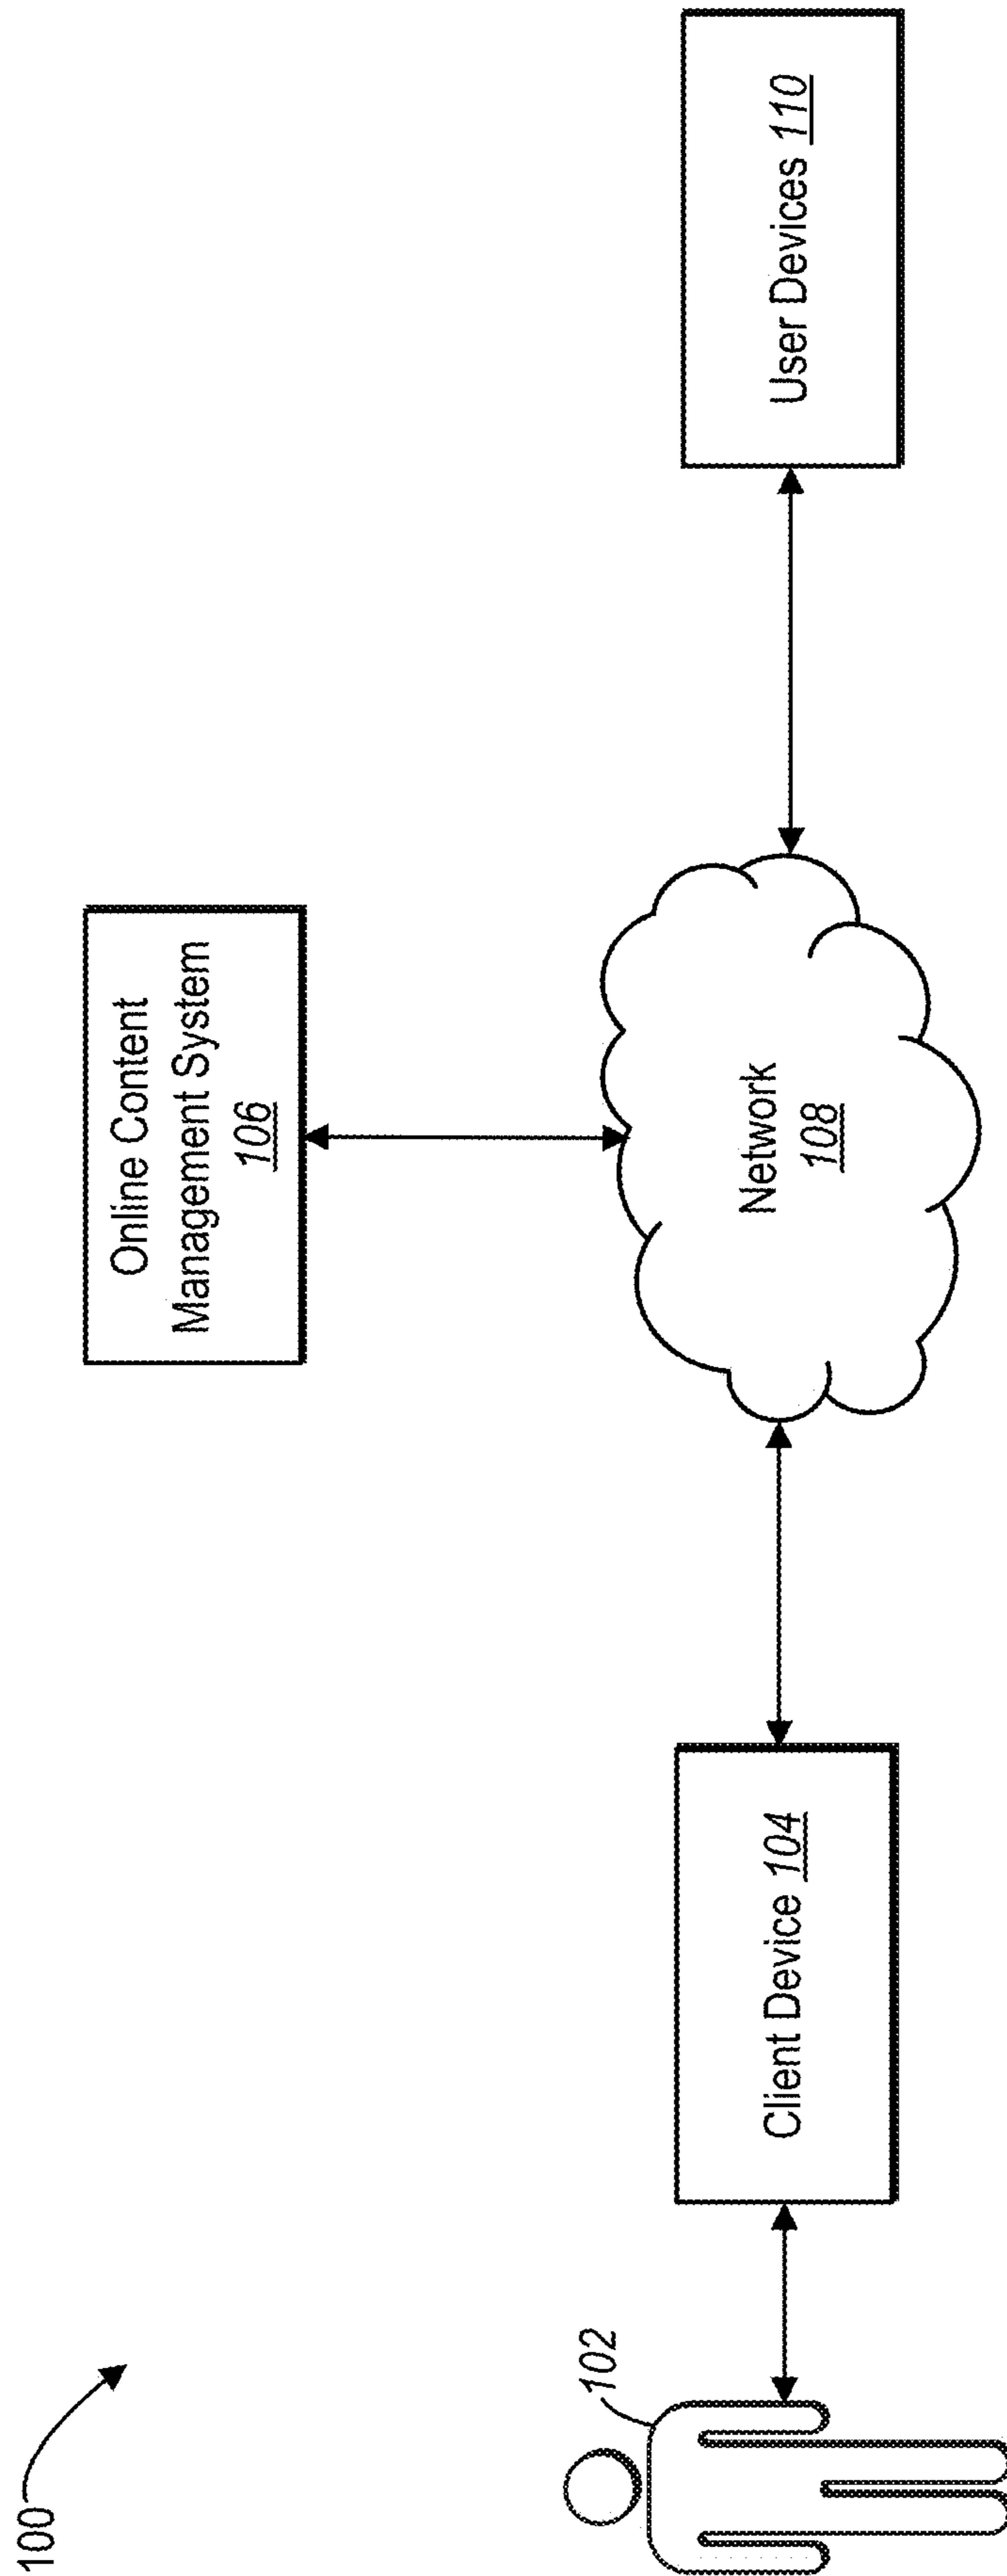 100
Online Content
Management System
106
102
Client Device 104
Network
108
User Devices 110